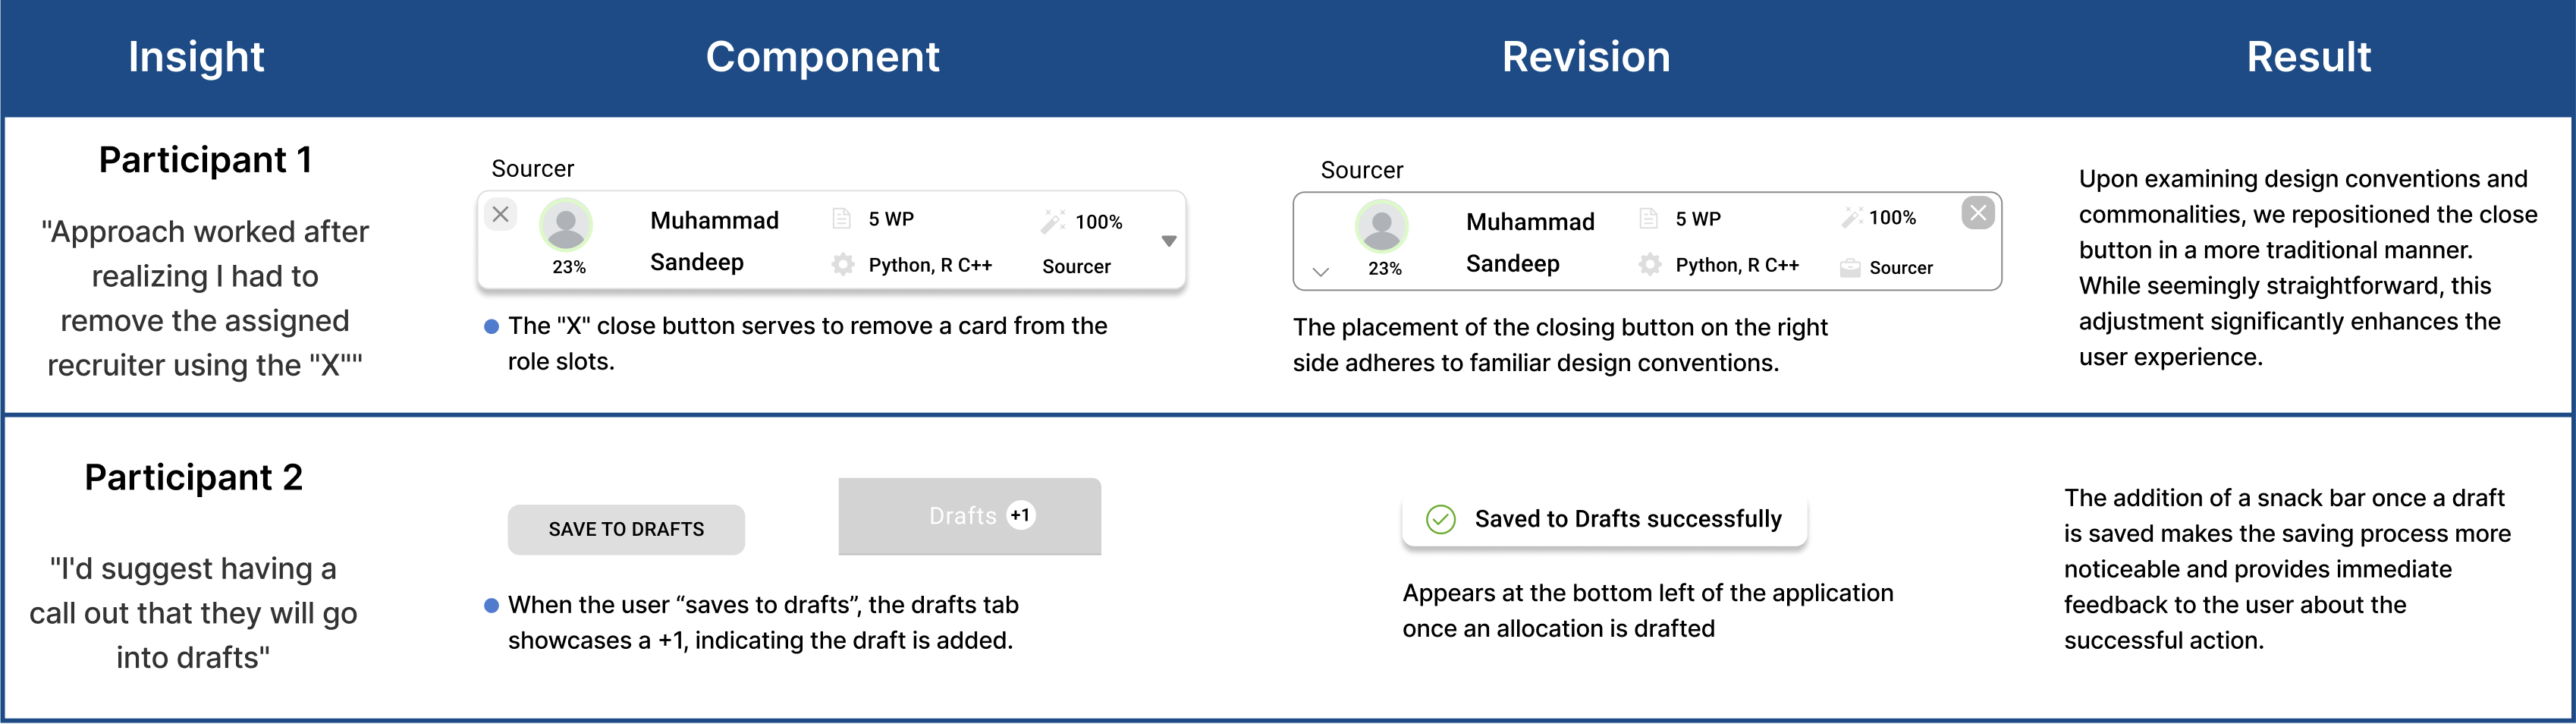 Insight
Component
Revision
Result
Participant 1
"Approach worked after
realizing I had to
remove the assigned
recruiter using the "X""
Sourcer
23%
Muhammad
Sandeep
5 WP
Python, R C++
100%
Sourcer
The "X" close button serves to remove a card from the
role slots.
Sourcer
23%
Muhammad
Sandeep
5 WP
Python, R C++
100%
Sourcer
The placement of the closing button on the right
side adheres to familiar design conventions.
Upon examining design conventions and
commonalities, we repositioned the close
button in a more traditional manner.
While seemingly straightforward, this
adjustment significantly enhances the
user experience.
Participant 2
"I'd suggest having a
call out that they will go
into drafts"
SAVE TO DRAFTS
Drafts +1
When the user “saves to drafts”, the drafts tab
showcases a +1, indicating the draft is added.
Saved to Drafts successfully
Appears at the bottom left of the application
once an allocation is drafted
The addition of a snack bar once a draft
is saved makes the saving process more
noticeable and provides immediate
feedback to the user about the
successful action.